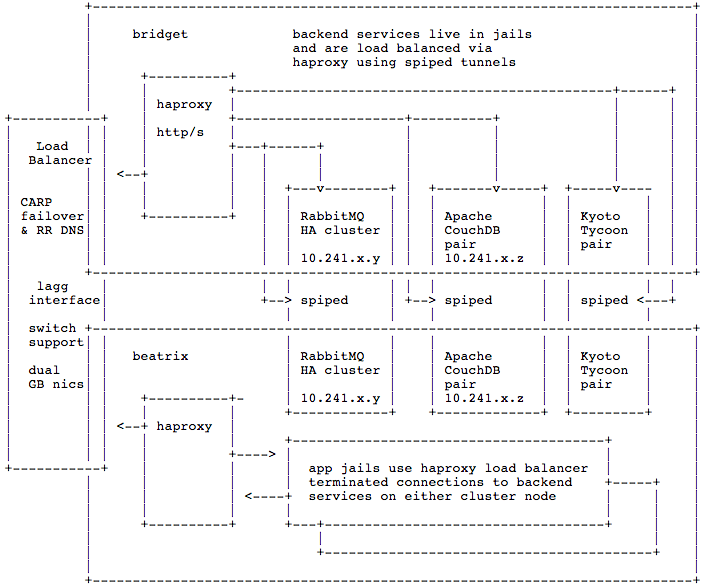 bridget
backend services live in jails
and are load balanced via
haproxy using spiped tunnels
haproxy
http/s
Load
Balancer
CARP
failover
& RR DNS
RabbitMQ
HA cluster
10.241.x.y
Apache
CouchDB
pair
10.241.x.z
Kyoto
Tycoon
pair
lagg
interface
spiped
spiped
spiped
switch
support
dual
GB nics
beatrix
RabbitMQ
HA cluster
10.241.x.y
Apache
CouchDB
pair
10.241.x.z
Kyoto
Tycoon
pair
haproxy
app jails use haproxy load balancer
terminated connections to backend
services on either cluster node